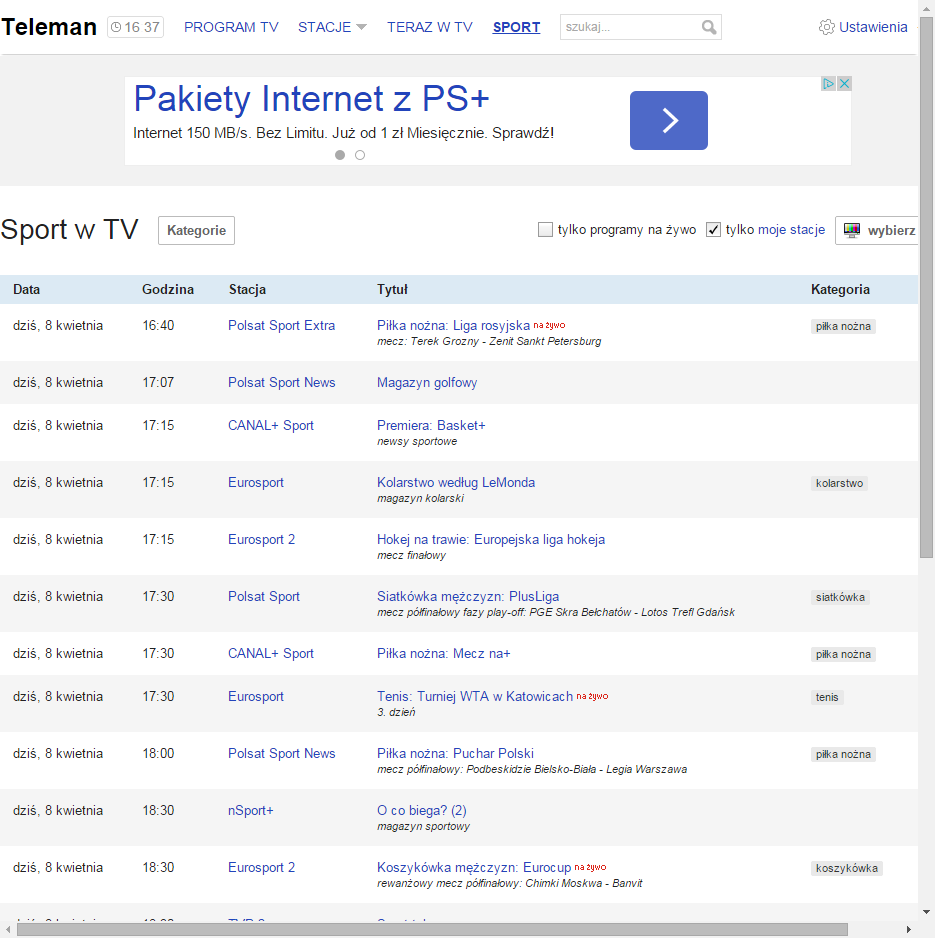 Teleman 16 37 PROGRAM TV STACJE TERAZ W TV SPORT szukaj... Ustawienia
Pakiety Internet z PS+
Internet 150 MB/s. Bez Limitu. Już od 1 zł Miesięcznie. Sprawdź!
Sport w TV Kategorie tylko programy na żywo tylko moje stacje wybierz
Data Godzina Stacja Tytuł Kategoria
dziś, 8 kwietnia 16:40 Polsat Sport Extra Piłka nożna: Liga rosyjska na żywo piłka nożna
mecz: Terek Grozny - Zenit Sankt Petersburg
dziś, 8 kwietnia 17:07 Polsat Sport News Magazyn golfowy
dziś, 8 kwietnia 17:15 CANAL+ Sport Premiera: Basket+
newsy sportowe
dziś, 8 kwietnia 17:15 Eurosport Kolarstwo według LeMonda kolarstwo
magazyn kolarski
dziś, 8 kwietnia 17:15 Eurosport 2 Hokej na trawie: Europejska liga hokeja
mecz finałowy
dziś, 8 kwietnia 17:30 Polsat Sport Siatkówka mężczyzn: PlusLiga siatkówka
mecz półfinałowy fazy play-off: PGE Skra Bełchatów - Lotos Trefl Gdańsk
dziś, 8 kwietnia 17:30 CANAL+ Sport Piłka nożna: Mecz na+ piłka nożna
dziś, 8 kwietnia 17:30 Eurosport Tenis: Turniej WTA w Katowicach na żywo tenis
3. dzień
dziś, 8 kwietnia 18:00 Polsat Sport News Piłka nożna: Puchar Polski piłka nożna
mecz półfinałowy: Podbeskidzie Bielsko-Biała - Legia Warszawa
dziś, 8 kwietnia 18:30 nSport+ O co biega? (2)
magazyn sportowy
dziś, 8 kwietnia 18:30 Eurosport 2 Koszykówka mężczyzn: Eurocup na żywo koszykówka
rewanżowy mecz półfinałowy: Chimki Moskwa - Banvit